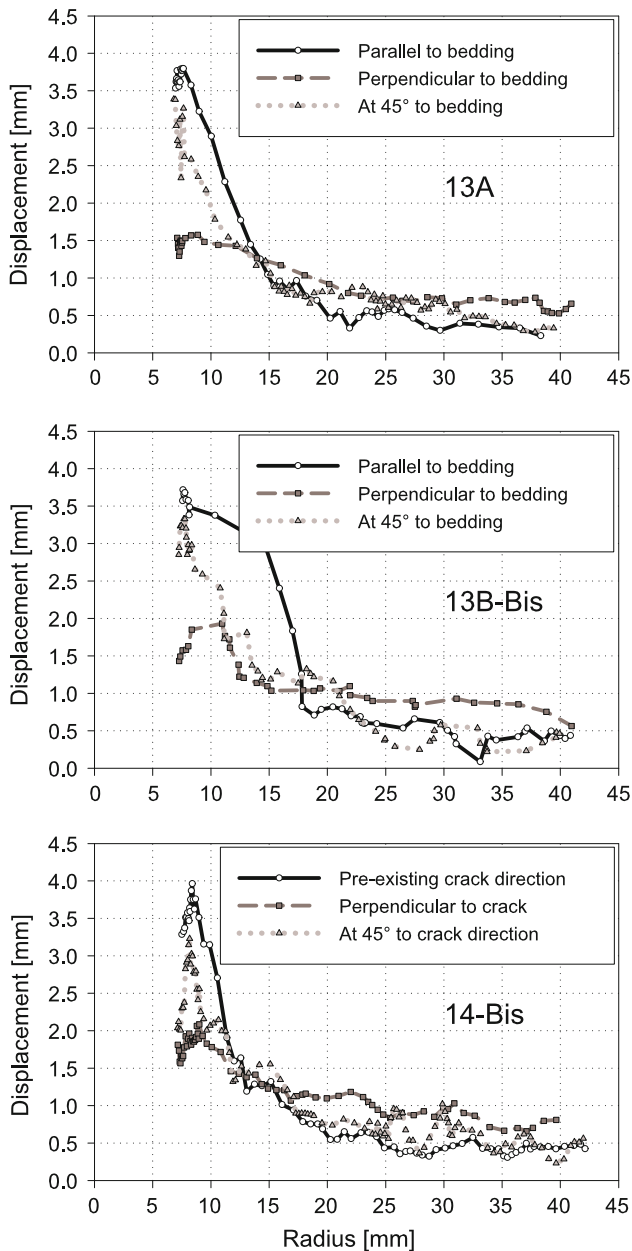 4.5
4.0
3.5
3.0
2.5
2.0
1.5
1.0
0.5
0.0
Displacement [mm]
Parallel to bedding
Perpendicular to bedding
At 45° to bedding
13A
0 5 10 15 20 25 30 35 40 45
4.5
4.0
3.5
3.0
2.5
2.0
1.5
1.0
0.5
0.0
Displacement [mm]
Parallel to bedding
Perpendicular to bedding
At 45° to bedding
13B-Bis
0 5 10 15 20 25 30 35 40 45
4.5
4.0
3.5
3.0
2.5
2.0
1.5
1.0
0.5
0.0
Displacement [mm]
Pre-existing crack direction
Perpendicular to crack
At 45° to crack direction
14-Bis
0 5 10 15 20 25 30 35 40 45
Radius [mm]